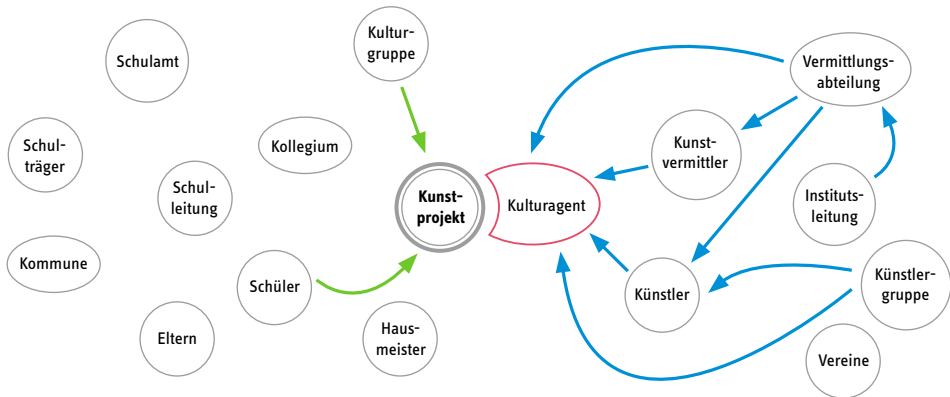 Schulamt
Kultur-
gruppe
Vermittlungs-
abteilung
Schul-
träger
Kollegium
Kunst-
vermittler
Schul-
leitung
Kunst-
projekt
Kulturagent
Instituts-
leitung
Kommune
Schüler
Künstler
Künstler-
gruppe
Eltern
Haus-
meister
Vereine